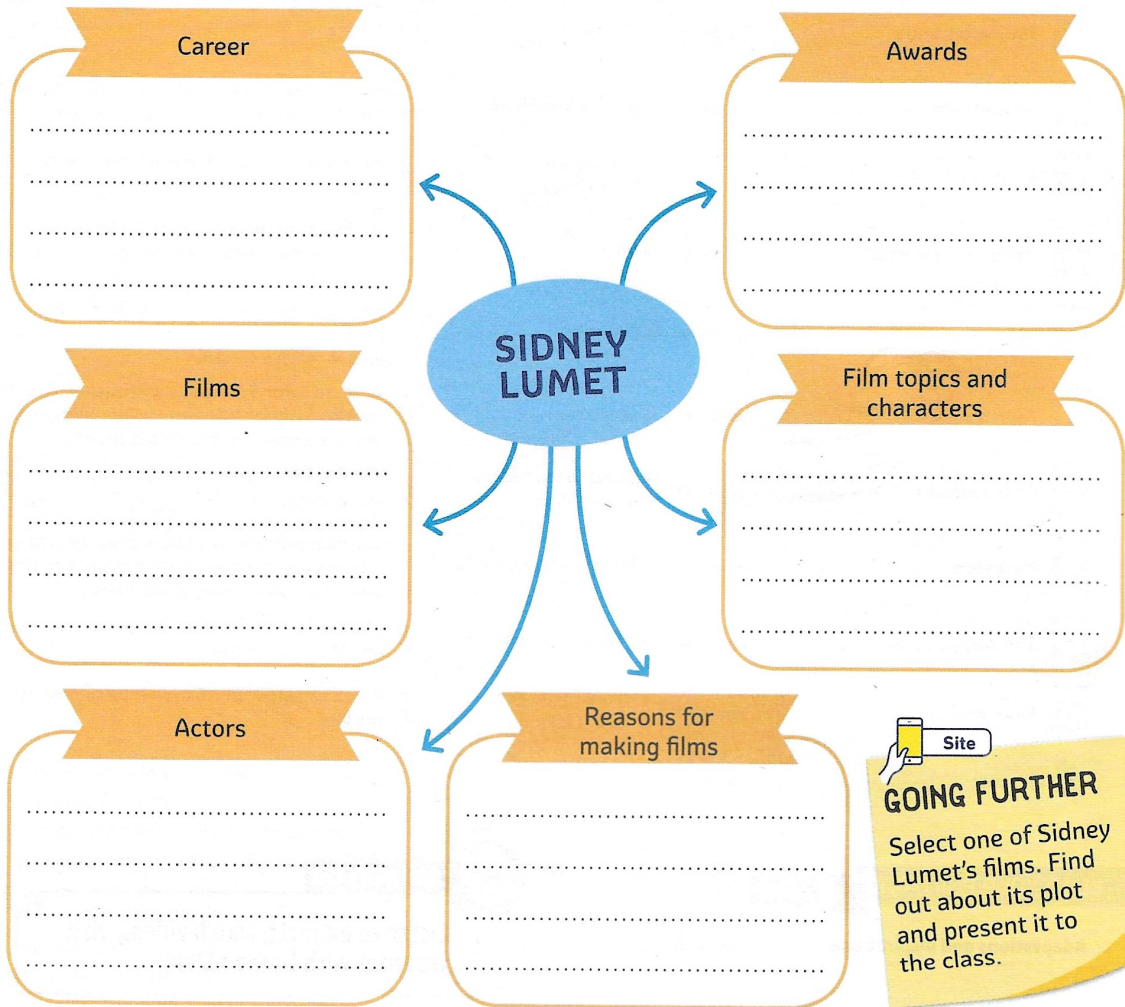 Career
Awards
SIDNEY
LUMET
Films
Film topics and
characters
Actors
Reasons for
making films
Site
GOING FURTHER
Select one of Sidney
Lumet's films. Find
out about its plot
and present it to
the class.